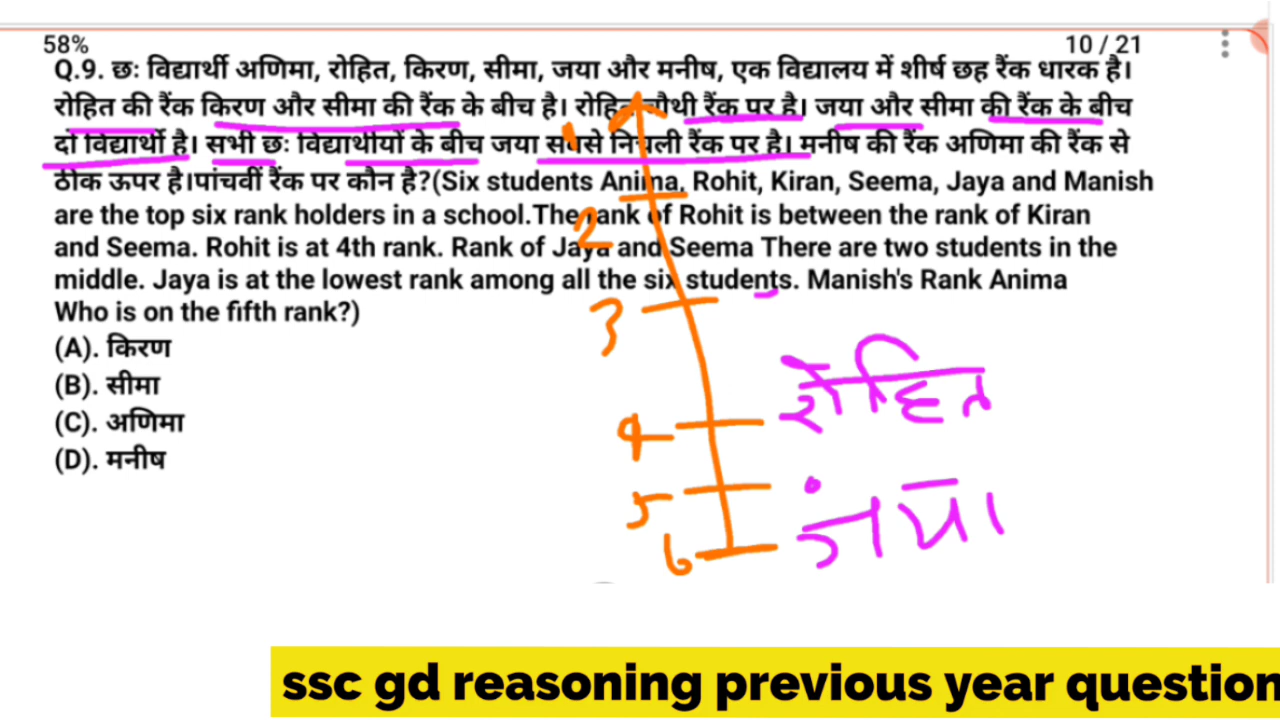 58%
10 / 21
Q.9. छः विद्यार्थी अणिमा, रोहित, किरण, सीमा, जया और मनीष, एक विद्यालय में शीर्ष छह रैंक धारक है।
रोहित की रैंक किरण और सीमा की रैंक के बीच है। रोहित चौथी रैंक पर है। जया और सीमा की रैंक के बीच
दो विद्यार्थी है। सभी छः विद्यार्थीयों के बीच जया सबसे निचली रैंक पर है। मनीष की रैंक अणिमा की रैंक से
ठीक ऊपर है।पांचवीं रैंक पर कौन है?(Six students Anima, Rohit, Kiran, Seema, Jaya and Manish
are the top six rank holders in a school.The rank of Rohit is between the rank of Kiran
and Seema. Rohit is at 4th rank. Rank of Jaya and Seema There are two students in the
middle. Jaya is at the lowest rank among all the six students. Manish's Rank Anima
Who is on the fifth rank?)
(A). किरण
(B). सीमा
(C). अणिमा
(D). मनीष
1
2
3
4 रोहित
5
6 जया
ssc gd reasoning previous year question